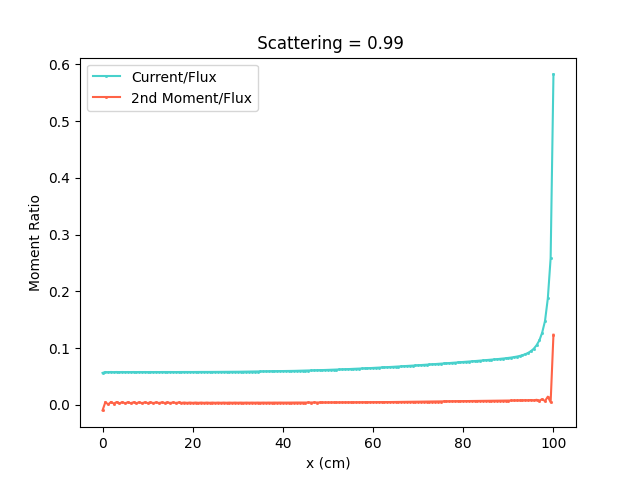 Scattering = 0.99
Current/Flux
2nd Moment/Flux
Moment Ratio
0.6
0.5
0.4
0.3
0.2
0.1
0.0
0 20 40 60 80 100
x (cm)